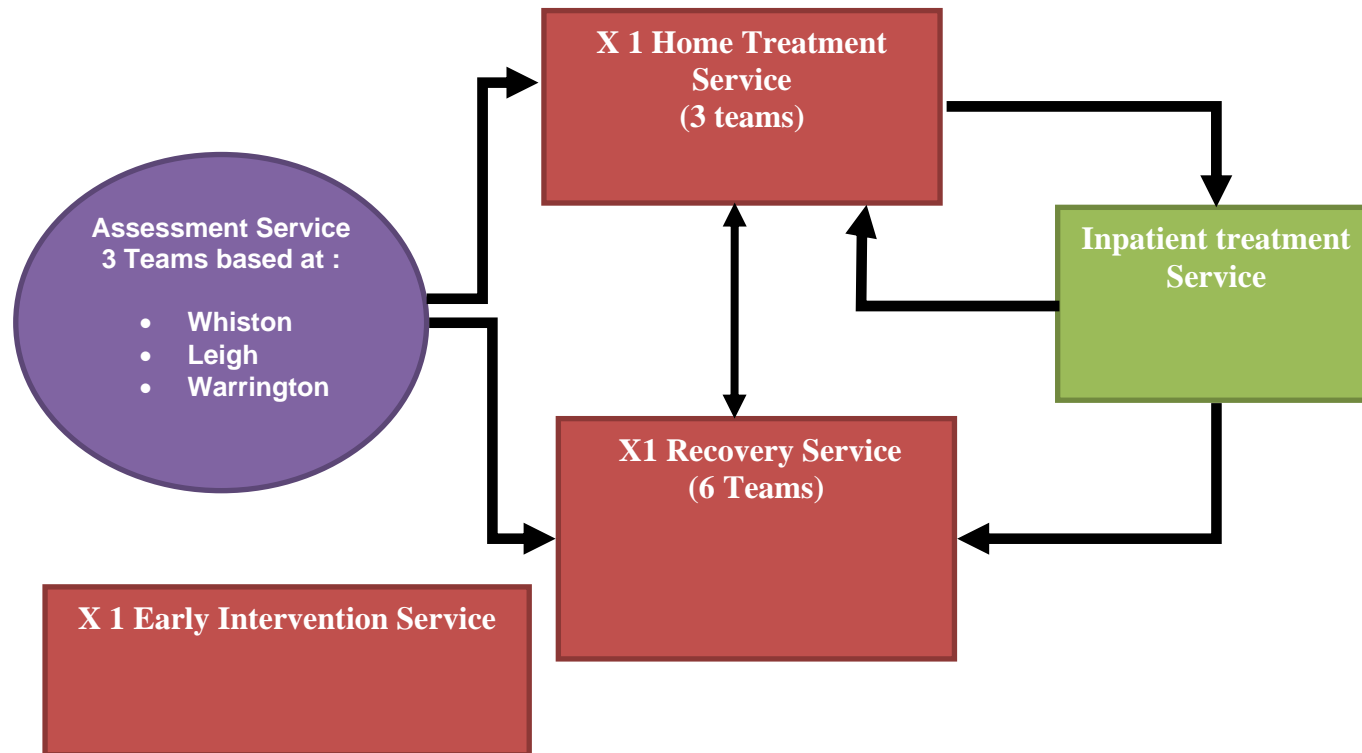 X 1 Home Treatment
Service
(3 teams)
Assessment Service
3 Teams based at :
• Whiston
• Leigh
• Warrington
Inpatient treatment
Service
X1 Recovery Service
(6 Teams)
X 1 Early Intervention Service